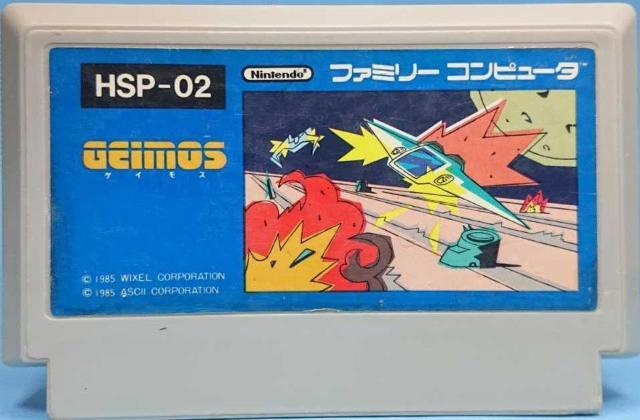 HSP-02
Nintendo
ファミリー コンピュータ
GEIMOS
ゲイモス
© 1985 WIXEL CORPORATION
© 1985 ASCII CORPORATION